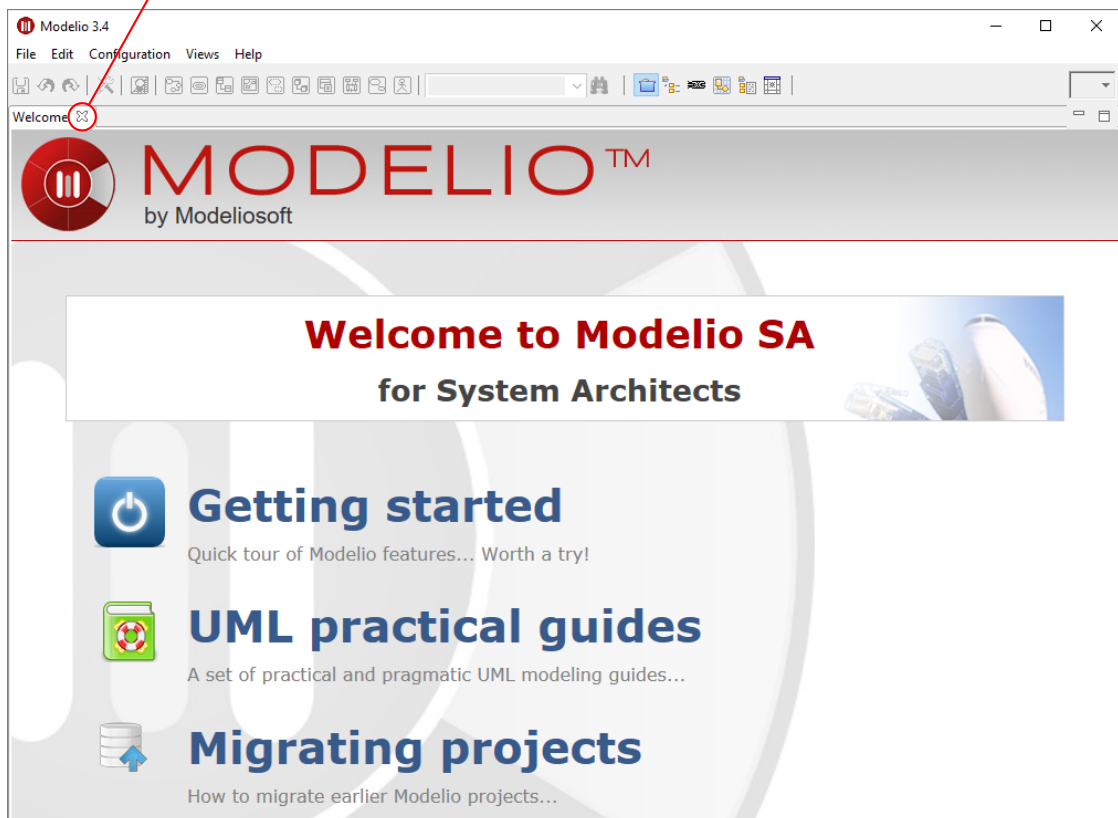 Modelio 3.4
File Edit Configuration Views Help
Welcome
MODELIO™
by Modeliosoft
Welcome to Modelio SA
for System Architects
Getting started
Quick tour of Modelio features... Worth a try!
UML practical guides
A set of practical and pragmatic UML modeling guides...
Migrating projects
How to migrate earlier Modelio projects...